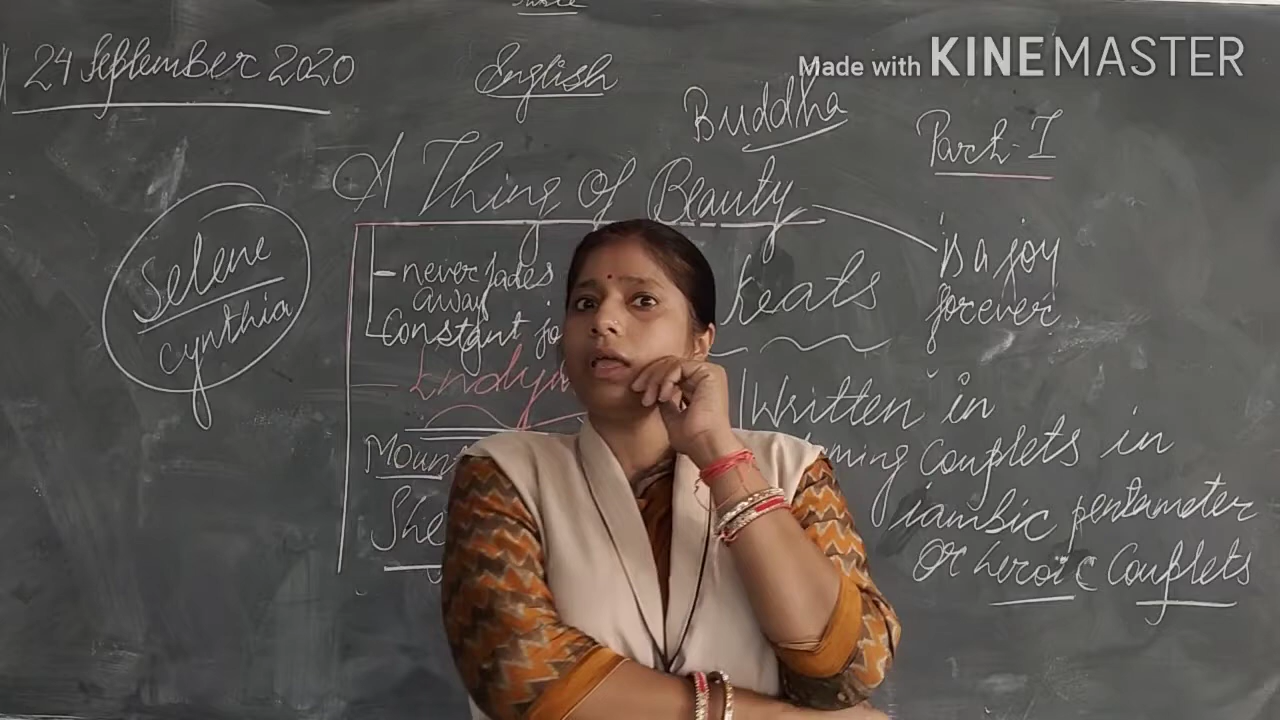 24 September 2020
English
Made with KINEMASTER
Buddha
Part-I
A Thing Of Beauty
is a joy
forever
Selene
cynthia
never fades
away
Constant
Keats
Written in
Couplets in
iambic pentameter
Or heroic Couplets